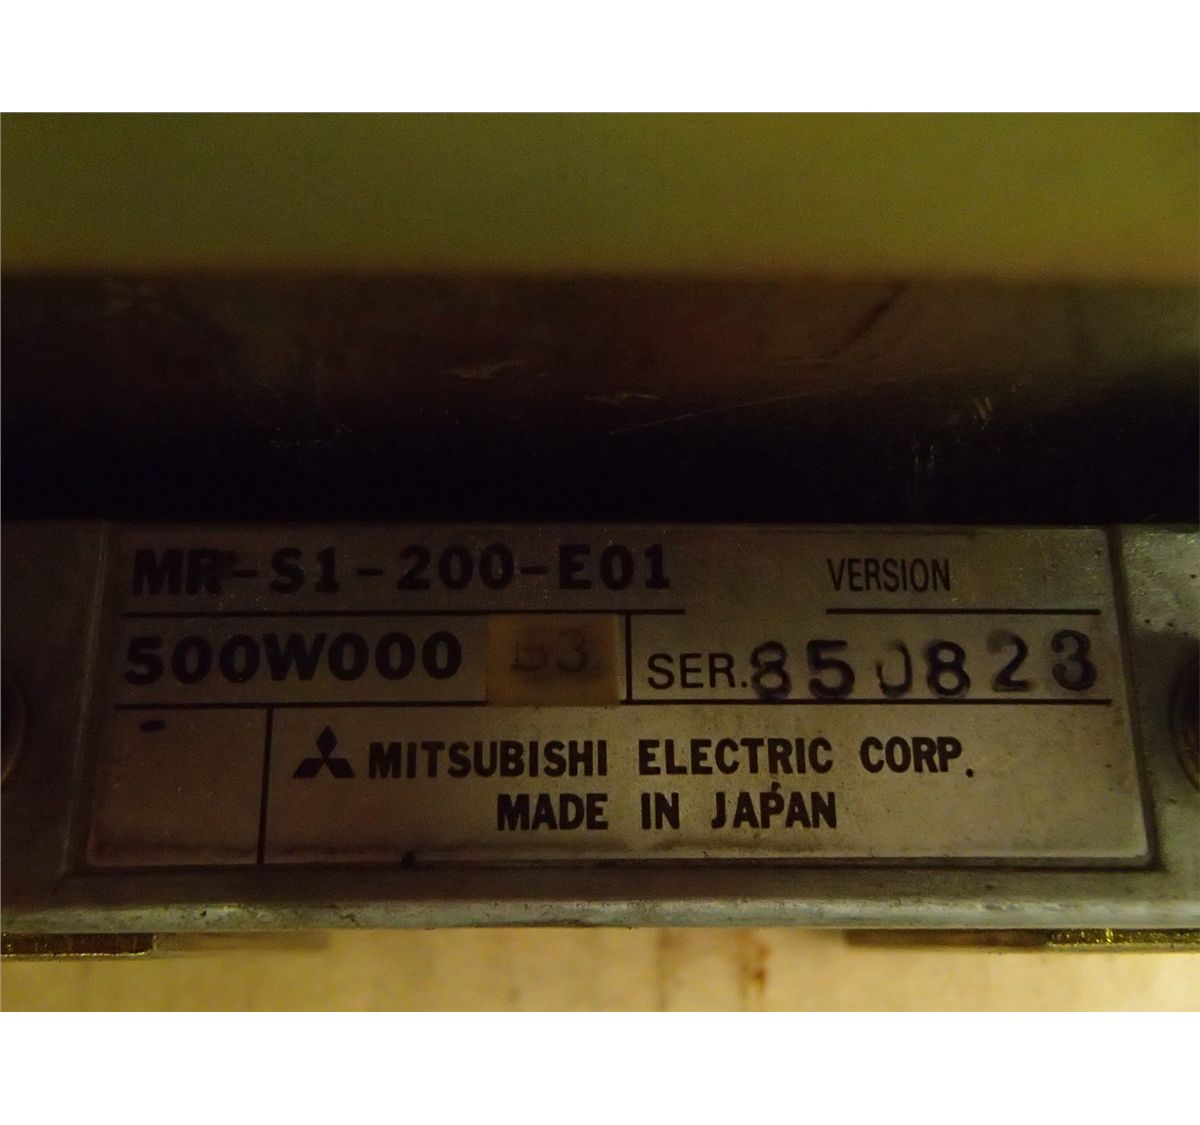 MR-S1-200-E01 VERSION
500W000 B3 SER.850823
MITSUBISHI ELECTRIC CORP.
MADE IN JAPAN